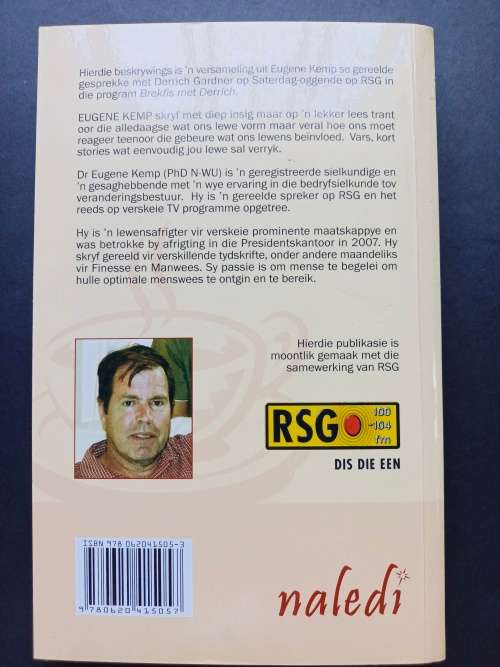 Hierdie beskrywings is 'n versameling uit Eugene Kemp se gereelde
gesprekke met Derrich Gardner op Saterdag-oggende op RSG in
die program Brekfis met Derrich.
EUGENE KEMP skryf met diep insig maar op 'n lekker lees trant
oor die alledaagse wat ons lewe vorm maar veral hoe ons moet
reageer teenoor die gebeure wat ons lewens beinvloed. Vars, kort
stories wat eenvoudig jou lewe sal verryk.
Dr Eugene Kemp (PhD N-WU) is 'n geregistreerde sielkundige en
'n gesaghebbende met 'n wye ervaring in die bedryfsielkunde tov
veranderingsbestuur. Hy is 'n gereelde spreker op RSG en het
reeds op verskeie TV programme opgetree.
Hy is 'n lewensafrigter vir verskeie prominente maatskappye en
was betrokke by afrigting in die Presidentskantoor in 2007. Hy
skryf gereeld vir verskillende tydskrifte, onder andere maandeliks
vir Finesse en Manwees. Sy passie is om mense te begelei om
hulle optimale menswees te ontgin en te bereik.
Hierdie publikasie is
moontlik gemaak met die
samewerking van RSG
RSG 100
-104
fm
DIS DIE EEN
ISBN 978 062041505-3
9 780620 415057
naledi